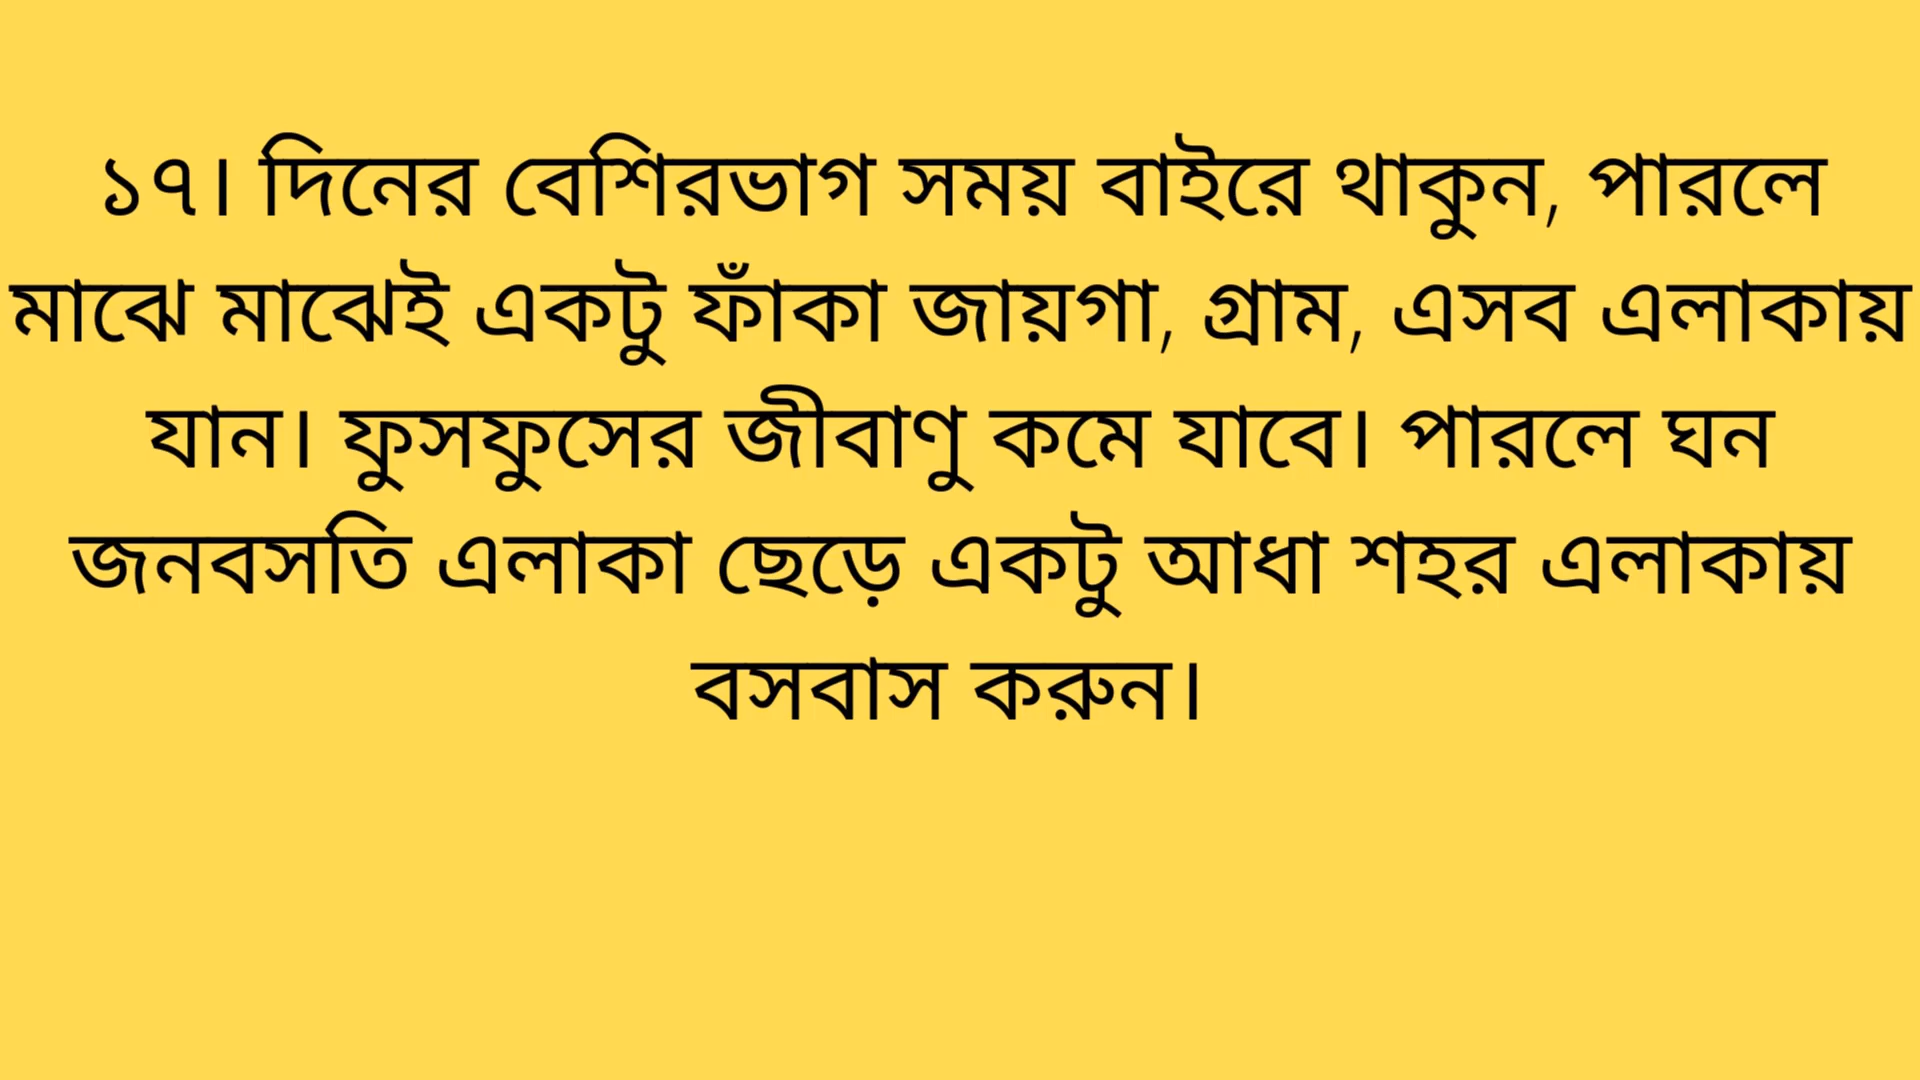 ১৭। দিনের বেশিরভাগ সময় বাইরে থাকুন, পারলে
মাঝে মাঝেই একটু ফাঁকা জায়গা, গ্রাম, এসব এলাকায়
যান। ফুসফুসের জীবাণু কমে যাবে। পারলে ঘন
জনবসতি এলাকা ছেড়ে একটু আধা শহর এলাকায়
বসবাস করুন।